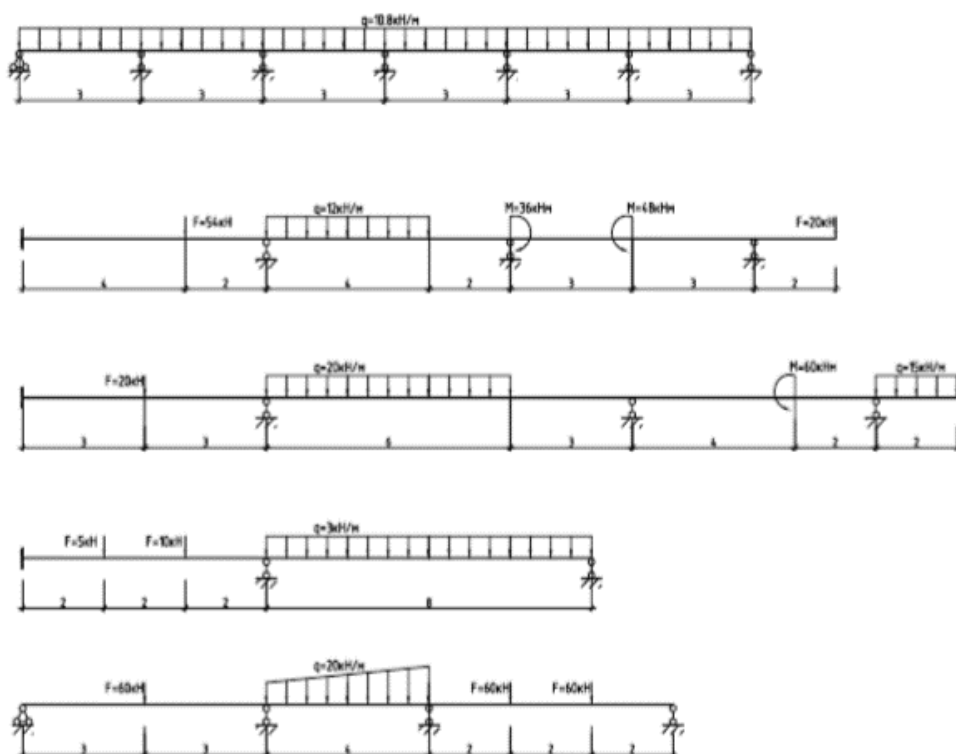 q=10.8кН/м
3 3 3 3 3 3
F=54кН q=12кН/м M=36кНм M=48кНм F=20кН
4 2 4 2 3 3 2
F=20кН q=20кН/м M=60кНм q=15кН/м
3 3 6 3 4 2 2
F=5кН F=10кН q=3кН/м
2 2 2 8
F=60кН q=20кН/м F=60кН F=60кН
3 3 4 2 2 2